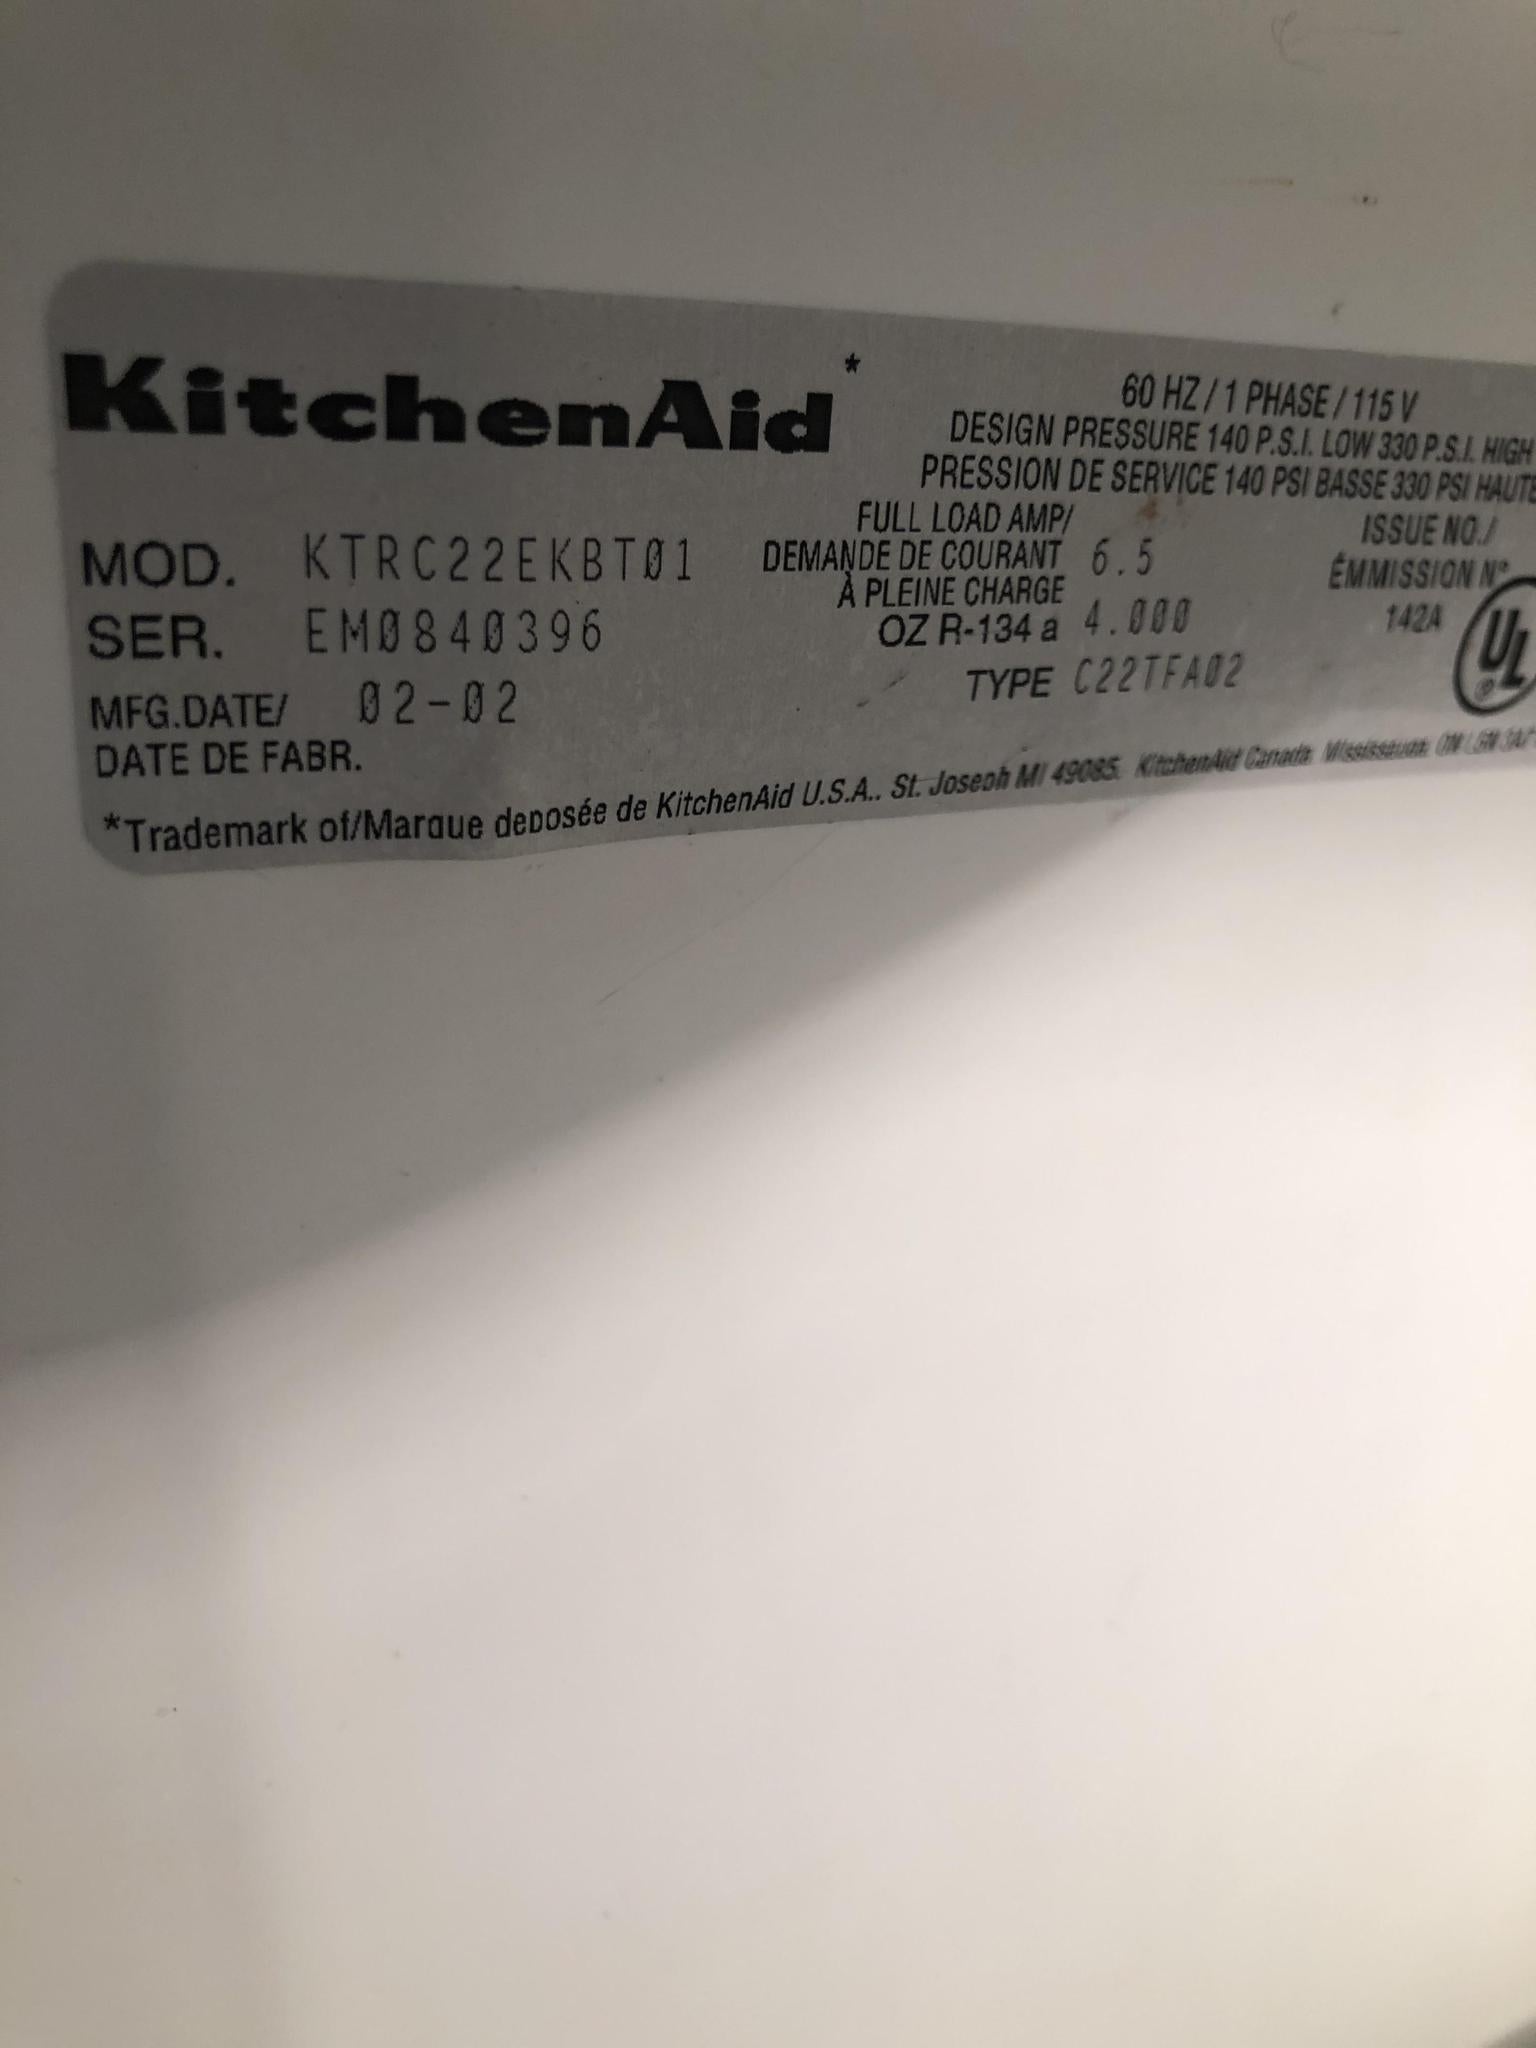 KitchenAid*
60 HZ / 1 PHASE / 115 V
DESIGN PRESSURE 140 P.S.I. LOW 330 P.S.I. HIGH
PRESSION DE SERVICE 140 PSI BASSE 330 PSI HAUTE
MOD. KTRC22EKBT01
SER. EM0840396
MFG.DATE/ 02-02
DATE DE FABR.
FULL LOAD AMP/
DEMANDE DE COURANT 6.5
À PLEINE CHARGE
OZ R-134 a 4.000
TYPE C22TFA02
ISSUE NO./
ÉMMISSION N°
142A
UL
*Trademark of/Marque deposée de KitchenAid U.S.A., St. Joseph MI 49085, KitchenAid Canada, Mississauga, ON